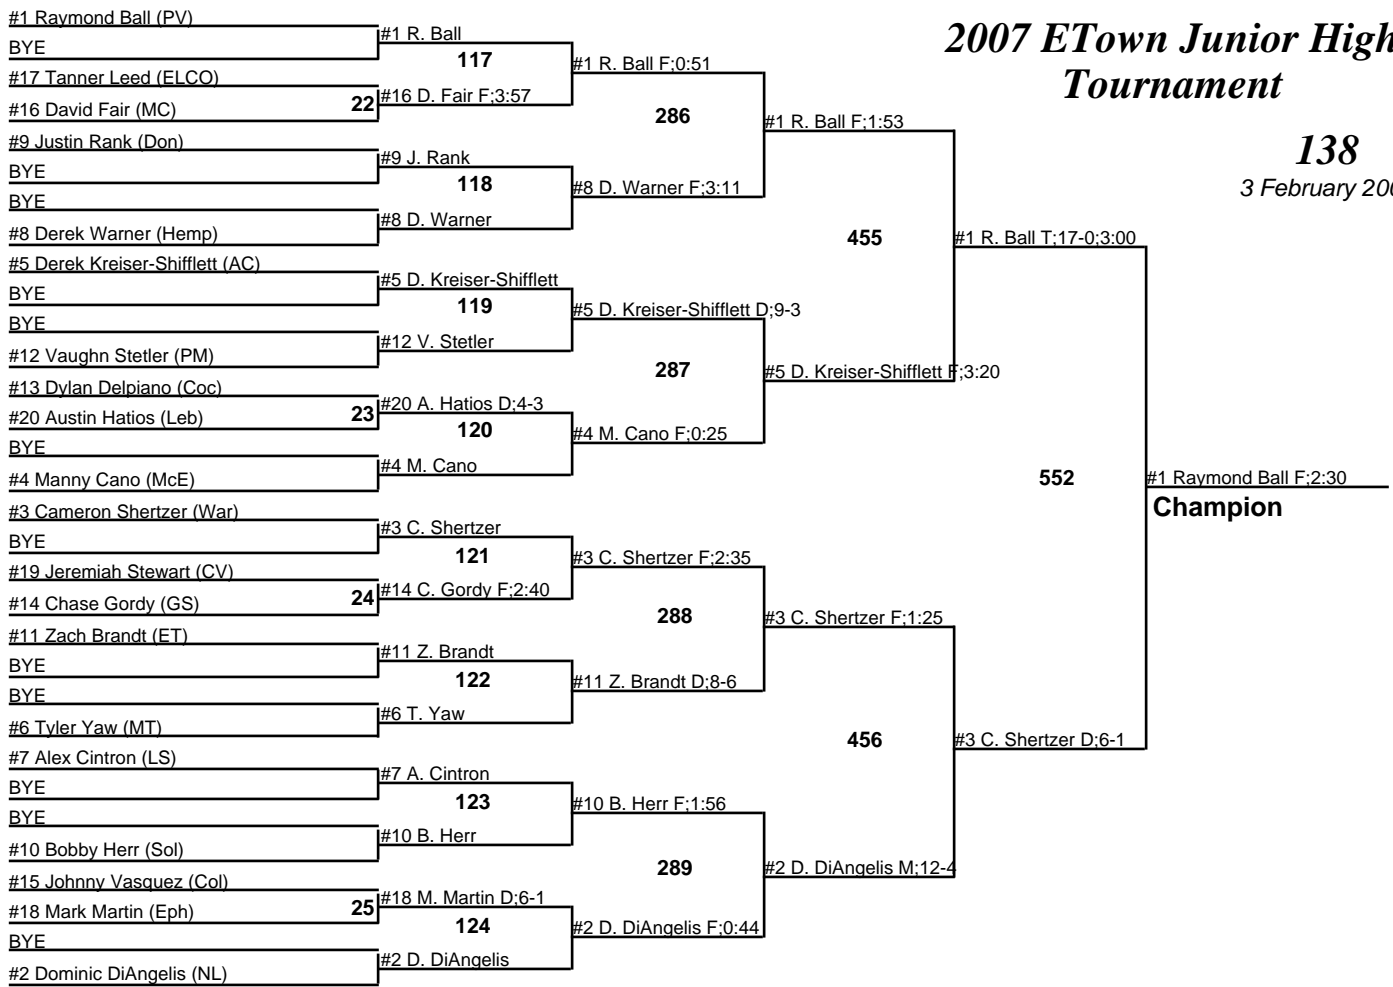 2007 ETown Junior High
Tournament
138
3 February 200
#1 Raymond Ball (PV)
BYE
#17 Tanner Leed (ELCO)
#16 David Fair (MC)
#9 Justin Rank (Don)
BYE
BYE
#8 Derek Warner (Hemp)
#5 Derek Kreiser-Shifflett (AC)
BYE
BYE
#12 Vaughn Stetler (PM)
#13 Dylan Delpiano (Coc)
#20 Austin Hatios (Leb)
BYE
#4 Manny Cano (McE)
#3 Cameron Shertzer (War)
BYE
#19 Jeremiah Stewart (CV)
#14 Chase Gordy (GS)
#11 Zach Brandt (ET)
BYE
BYE
#6 Tyler Yaw (MT)
#7 Alex Cintron (LS)
BYE
BYE
#10 Bobby Herr (Sol)
#15 Johnny Vasquez (Col)
#18 Mark Martin (Eph)
BYE
#2 Dominic DiAngelis (NL)
22
23
24
25
#1 R. Ball
117
#16 D. Fair F;3:57
#9 J. Rank
118
#8 D. Warner
#5 D. Kreiser-Shifflett
119
#12 V. Stetler
#20 A. Hatios D;4-3
120
#4 M. Cano
#3 C. Shertzer
121
#14 C. Gordy F;2:40
#11 Z. Brandt
122
#6 T. Yaw
#7 A. Cintron
123
#10 B. Herr
#18 M. Martin D;6-1
124
#2 D. DiAngelis
#1 R. Ball F;0:51
286
#8 D. Warner F;3:11
#5 D. Kreiser-Shifflett D;9-3
287
#4 M. Cano F;0:25
#3 C. Shertzer F;2:35
288
#11 Z. Brandt D;8-6
#10 B. Herr F;1:56
289
#2 D. DiAngelis F;0:44
#1 R. Ball F;1:53
455
#5 D. Kreiser-Shifflett F;3:20
#3 C. Shertzer F;1:25
456
#2 D. DiAngelis M;12-4
#1 R. Ball T;17-0;3:00
552
#3 C. Shertzer D;6-1
#1 Raymond Ball F;2:30
Champion